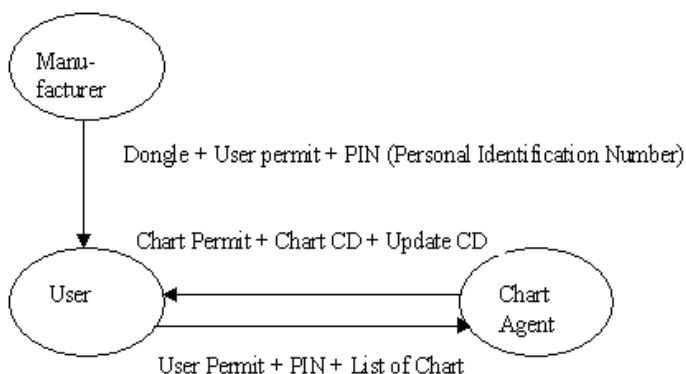 Manu-
facturer
Dongle + User permit + PIN (Personal Identification Number)
Chart Permit + Chart CD + Update CD
User
Chart
Agent
User Permit + PIN + List of Chart